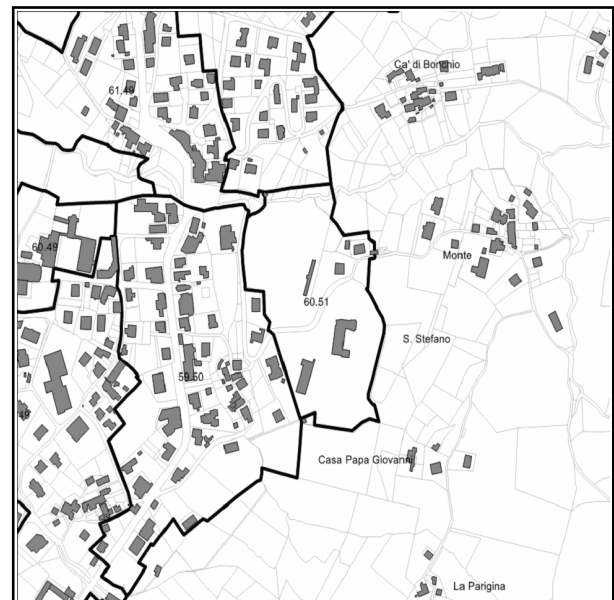 Ca' di Bonchio
61.49
60.49
Monte
60.51
S. Stefano
59.50
Casa Papa Giovanni
La Parigina